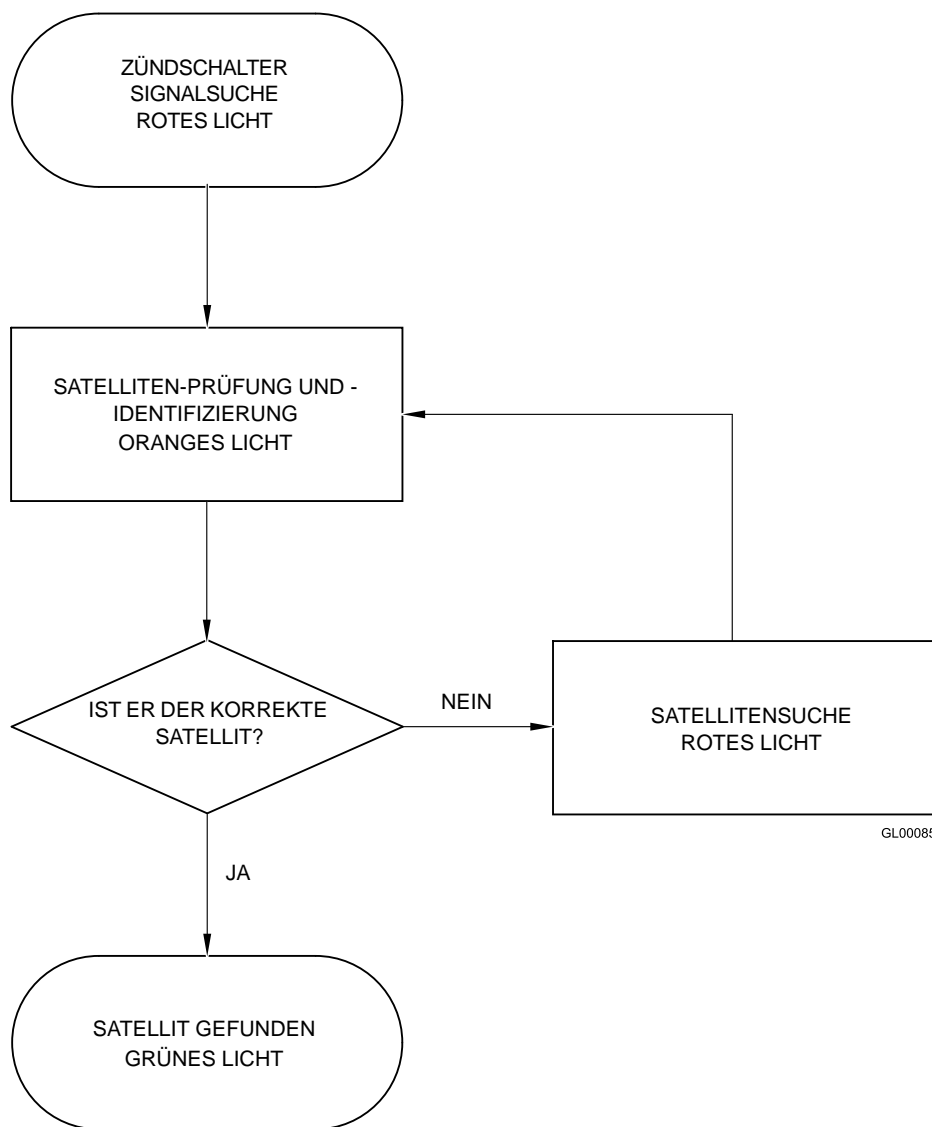 ZÜNDSCHALTER
SIGNALSUCHE
ROTES LICHT
SATELLITEN-PRÜFUNG UND -
IDENTIFIZIERUNG
ORANGES LICHT
IST ER DER KORREKTE
SATELLIT?
NEIN
SATELLITENSUCHE
ROTES LICHT
GL00085
JA
SATELLIT GEFUNDEN
GRÜNES LICHT